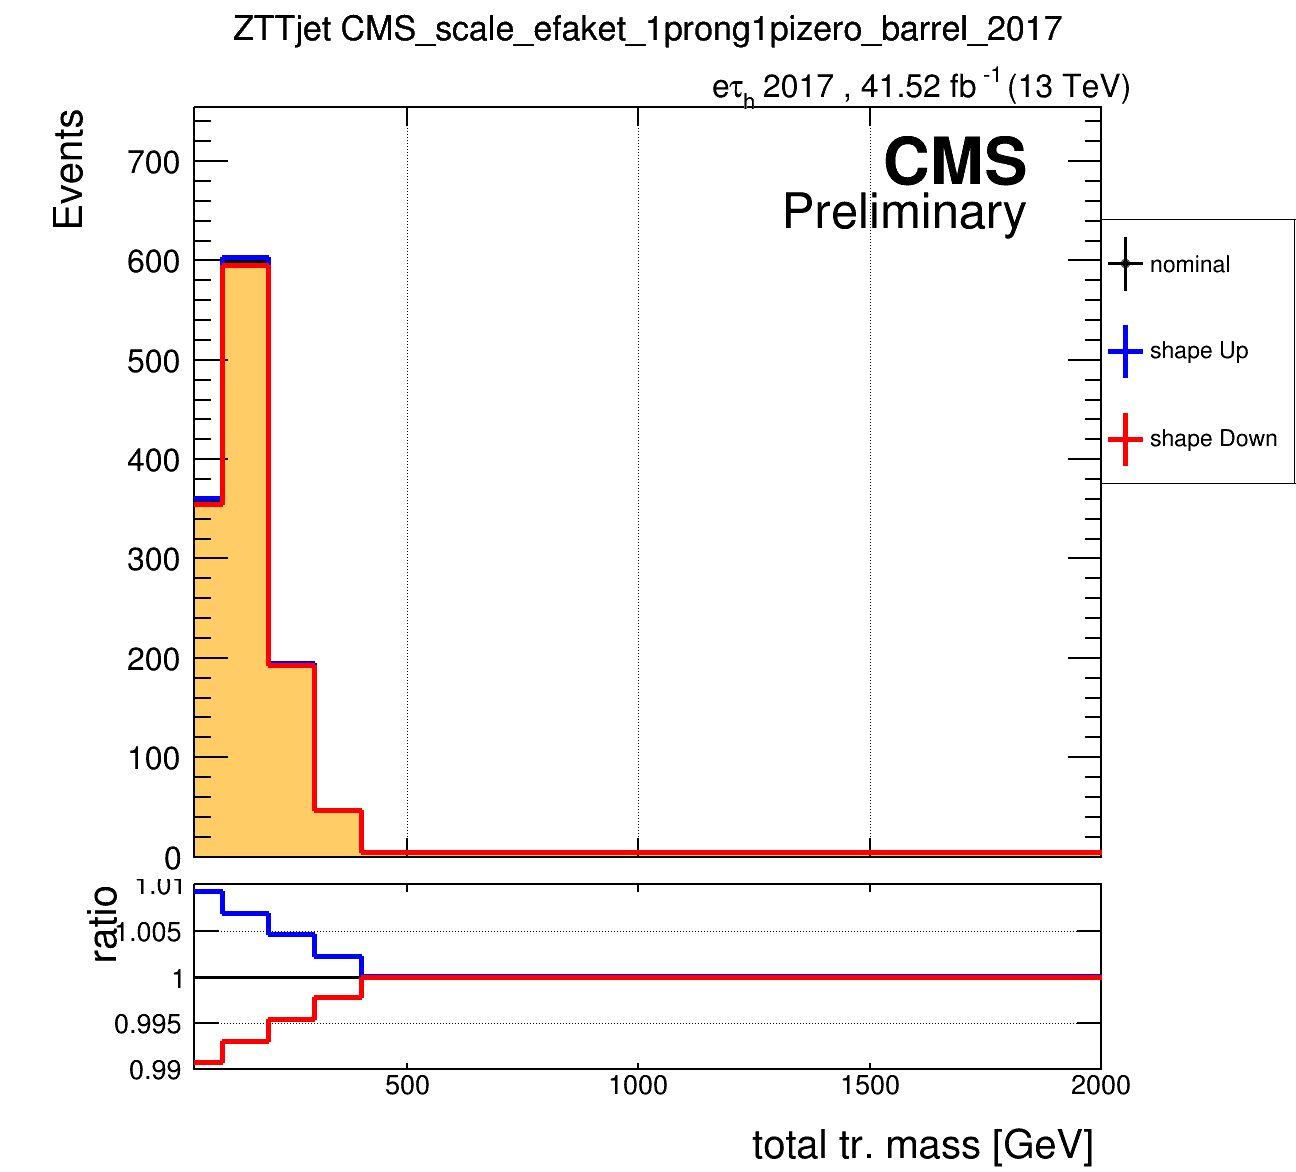 ZTTjet CMS_scale_efaket_1prong1pizero_barrel_2017
eτh 2017 , 41.52 fb-1 (13 TeV)
Events
CMS
Preliminary
700
600
500
400
300
200
100
0
nominal
shape Up
shape Down
ratio
1.01
1.005
1
0.995
0.99
500 1000 1500 2000
total tr. mass [GeV]